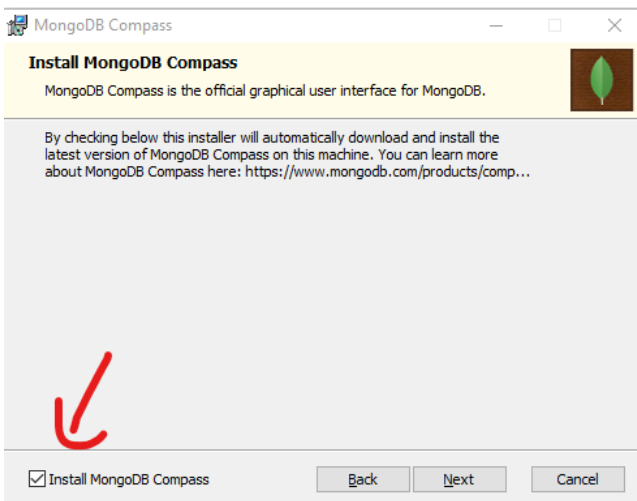 MongoDB Compass
Install MongoDB Compass
MongoDB Compass is the official graphical user interface for MongoDB.
By checking below this installer will automatically download and install the
latest version of MongoDB Compass on this machine. You can learn more
about MongoDB Compass here: https://www.mongodb.com/products/comp...
Install MongoDB Compass
Back
Next
Cancel